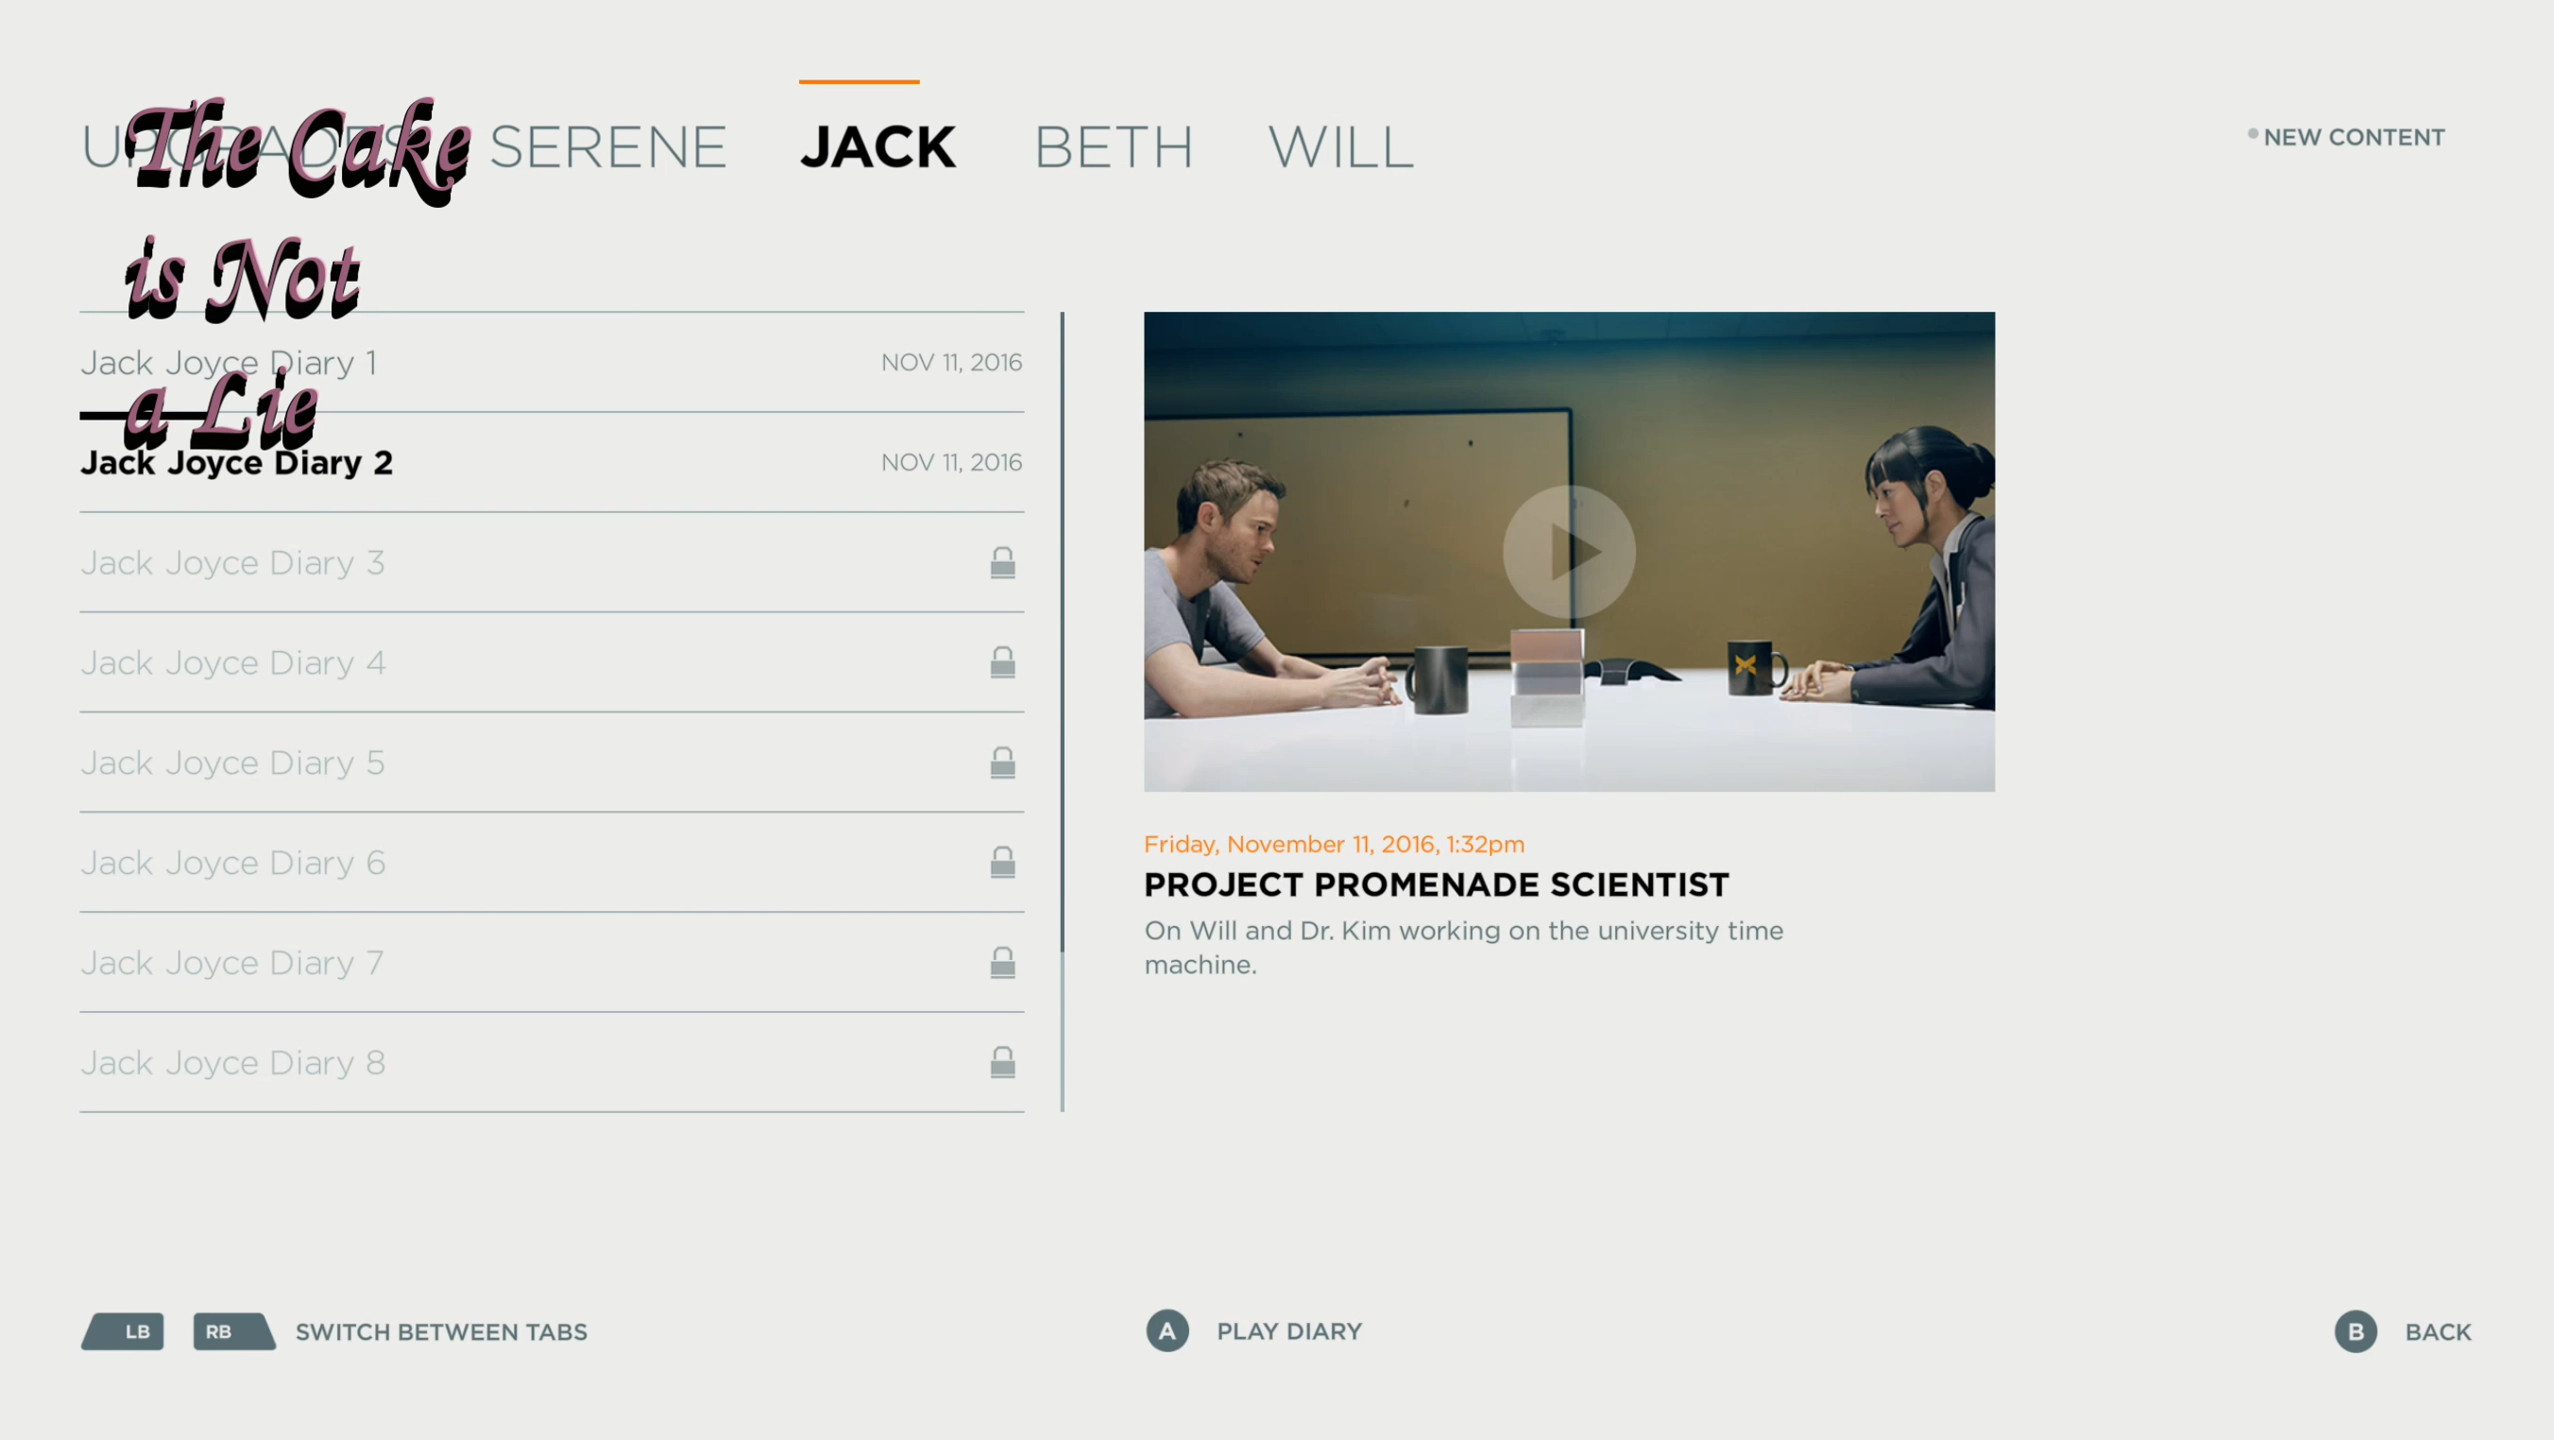 UPGRADES SERENE JACK BETH WILL
NEW CONTENT
The Cake
is Not
a Lie
Jack Joyce Diary 1 NOV 11, 2016
Jack Joyce Diary 2 NOV 11, 2016
Jack Joyce Diary 3
Jack Joyce Diary 4
Jack Joyce Diary 5
Jack Joyce Diary 6
Jack Joyce Diary 7
Jack Joyce Diary 8
Friday, November 11, 2016, 1:32pm
PROJECT PROMENADE SCIENTIST
On Will and Dr. Kim working on the university time
machine.
LB RB SWITCH BETWEEN TABS
A PLAY DIARY
B BACK